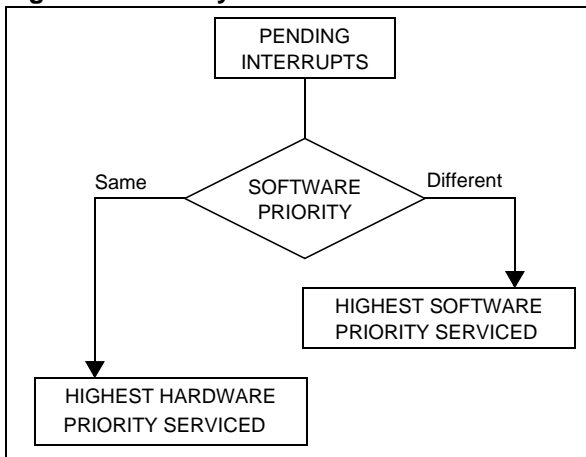 PENDING
INTERRUPTS
Same
SOFTWARE
PRIORITY
Different
HIGHEST SOFTWARE
PRIORITY SERVICED
HIGHEST HARDWARE
PRIORITY SERVICED